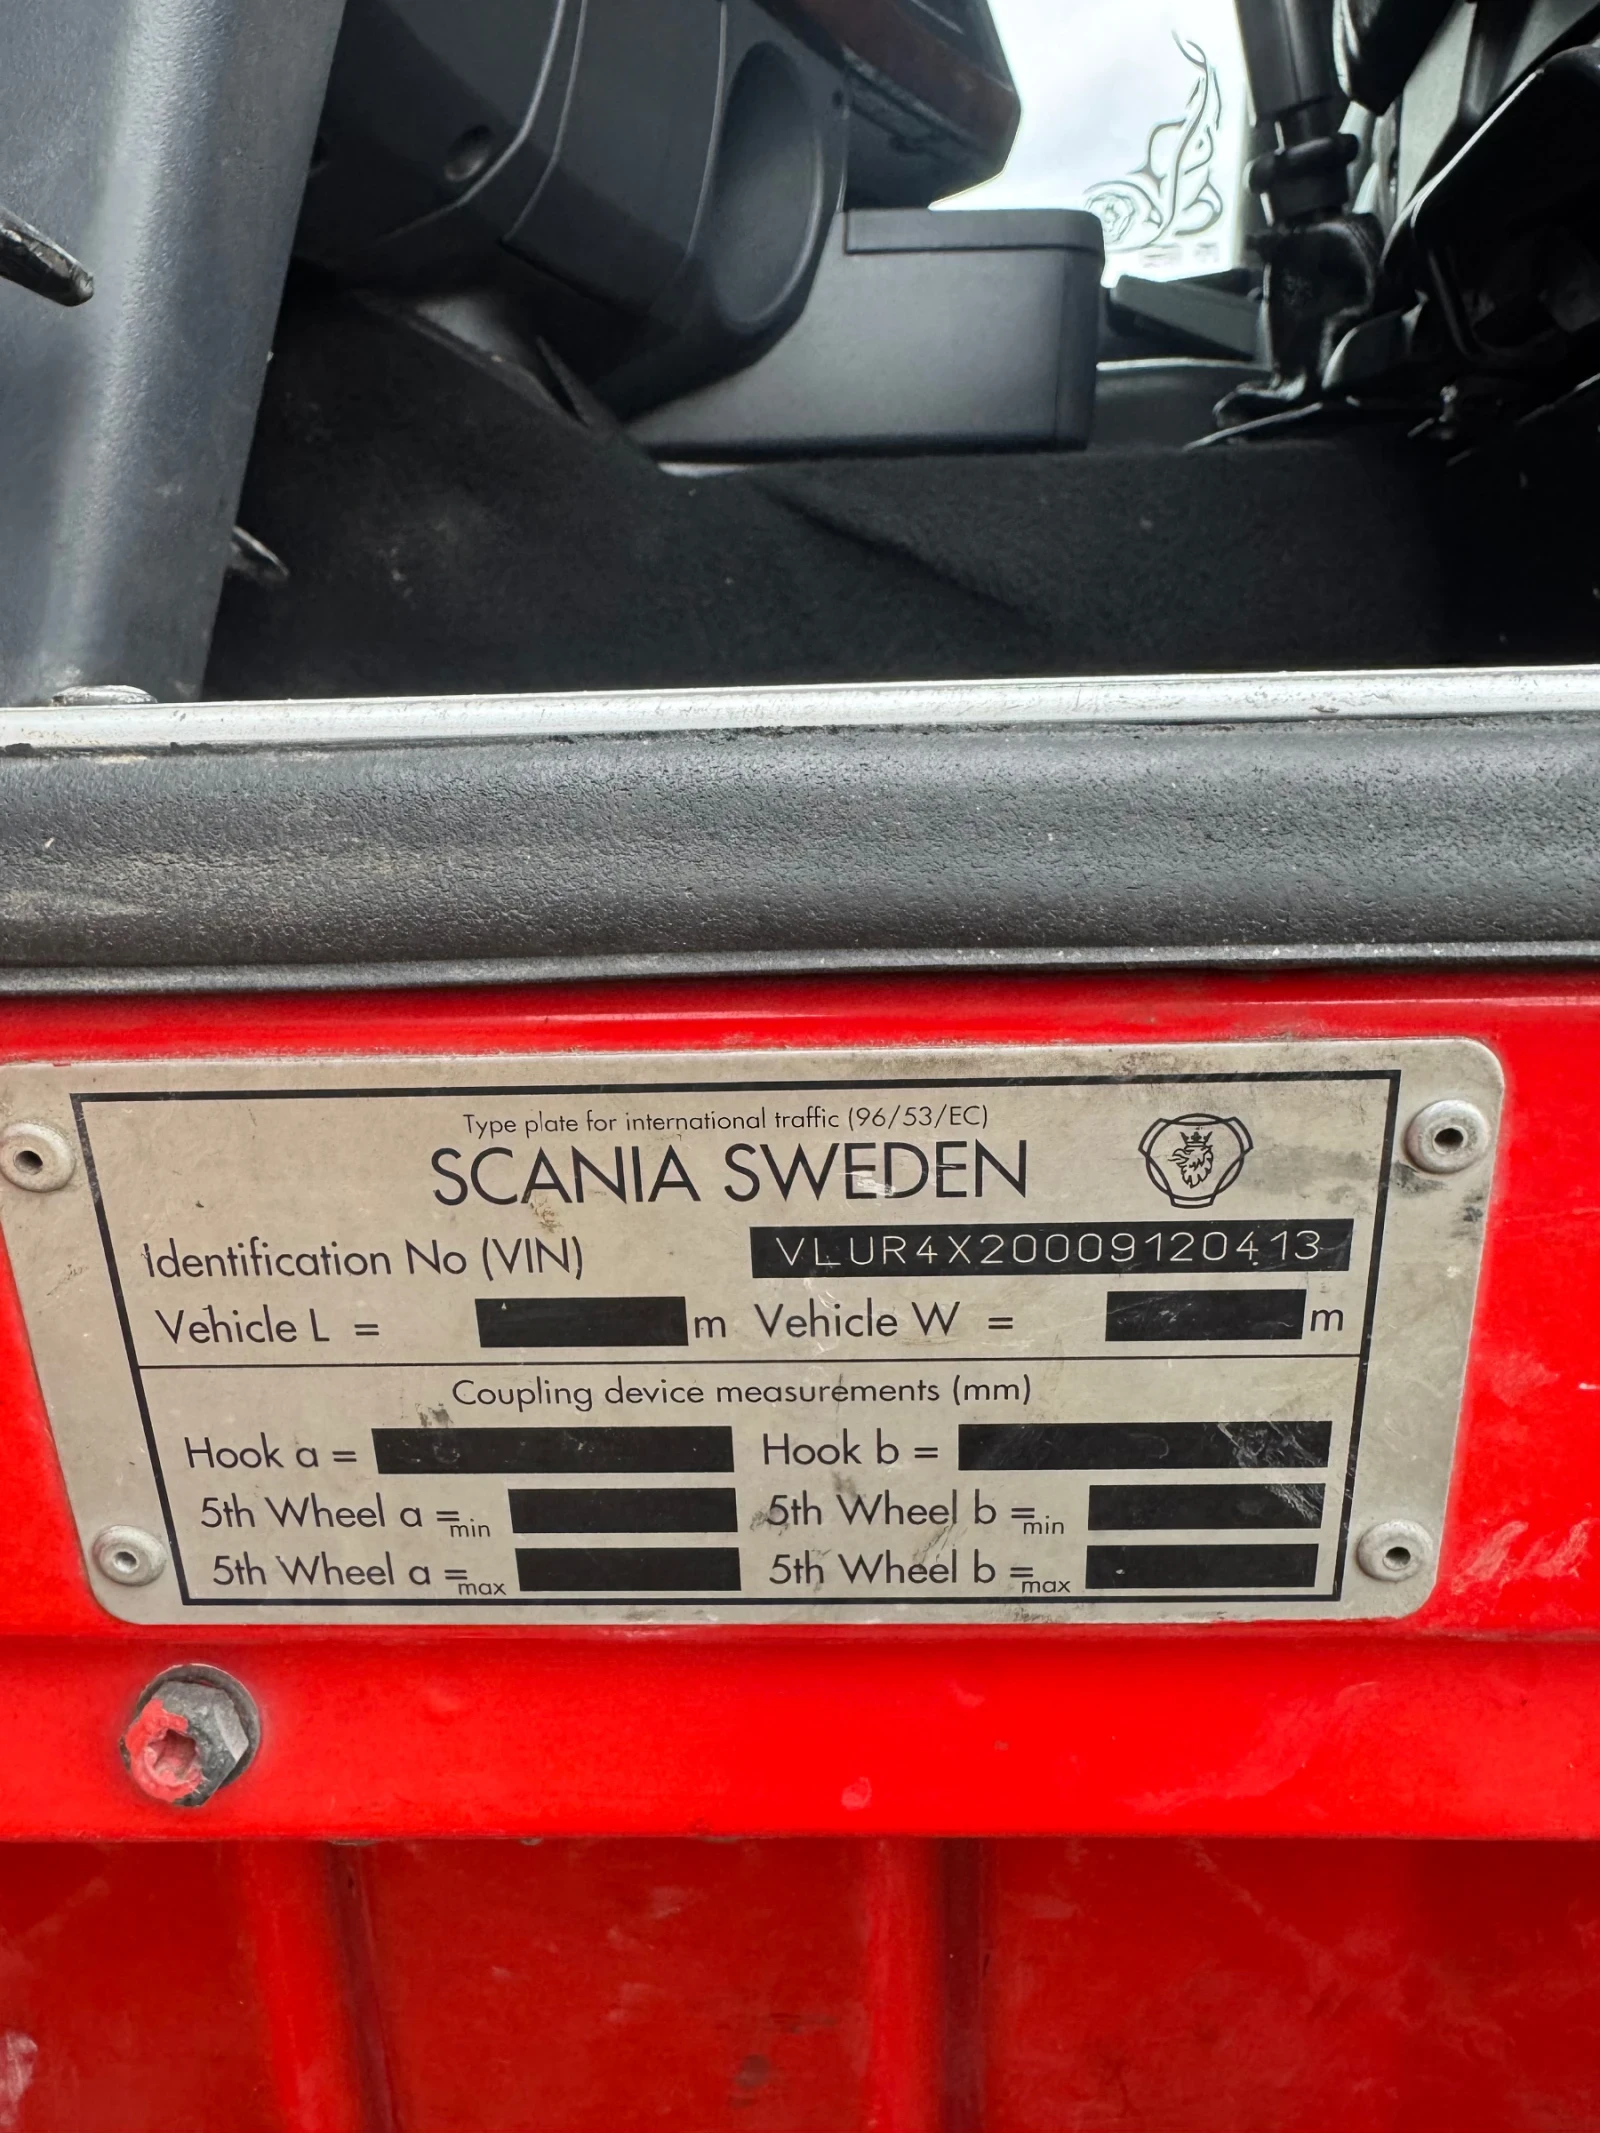 Type plate for international traffic (96/53/EC)
SCANIA SWEDEN
Identification No (VIN) VLUR4X20009120413
Vehicle L = m Vehicle W = m
Coupling device measurements (mm)
Hook a = Hook b =
5th Wheel a =min 5th Wheel b =min
5th Wheel a =max 5th Wheel b =max